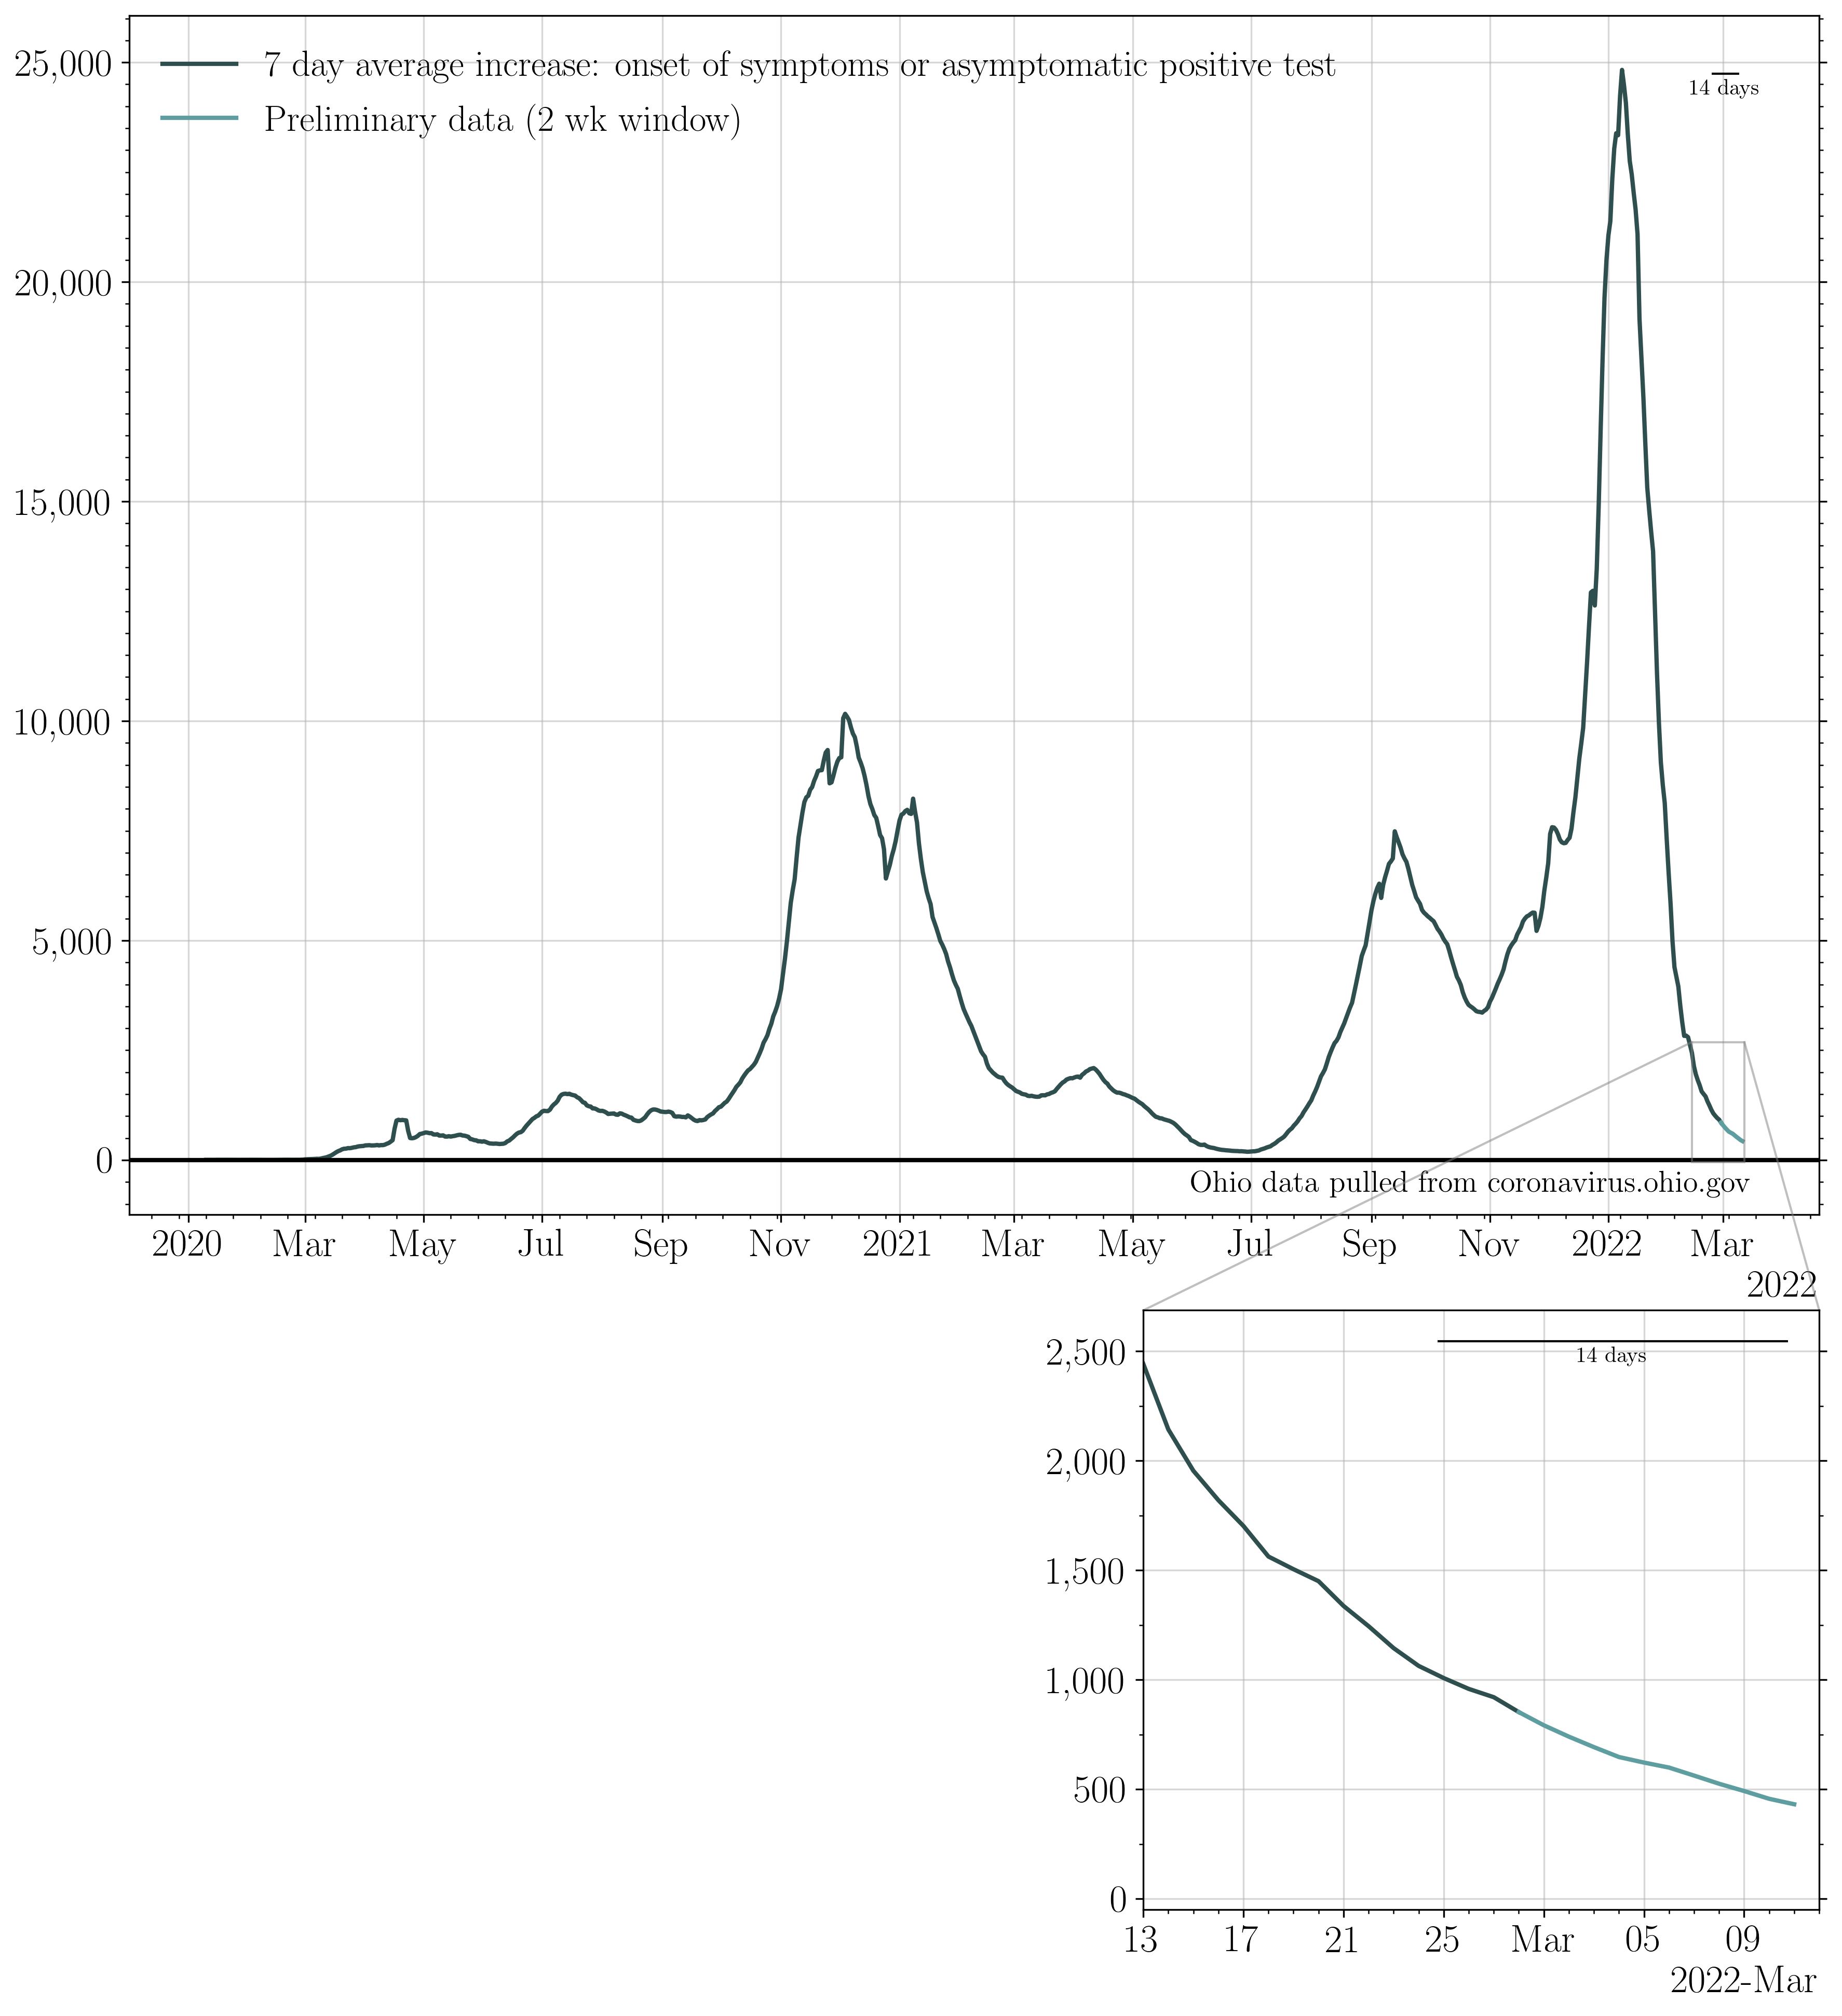 25,000
20,000
15,000
10,000
5,000
0
7 day average increase: onset of symptoms or asymptomatic positive test
Preliminary data (2 wk window)
14 days
Ohio data pulled from coronavirus.ohio.gov
2020 Mar May Jul Sep Nov 2021 Mar May Jul Sep Nov 2022 Mar
2022
2,500
2,000
1,500
1,000
500
0
14 days
13 17 21 25 Mar 05 09
2022-Mar